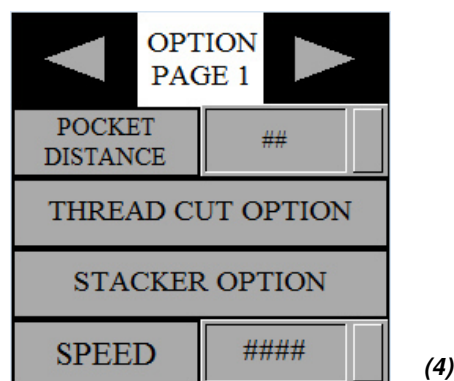 OPTION
PAGE 1
POCKET
DISTANCE
##
THREAD CUT OPTION
STACKER OPTION
SPEED
####
(4)